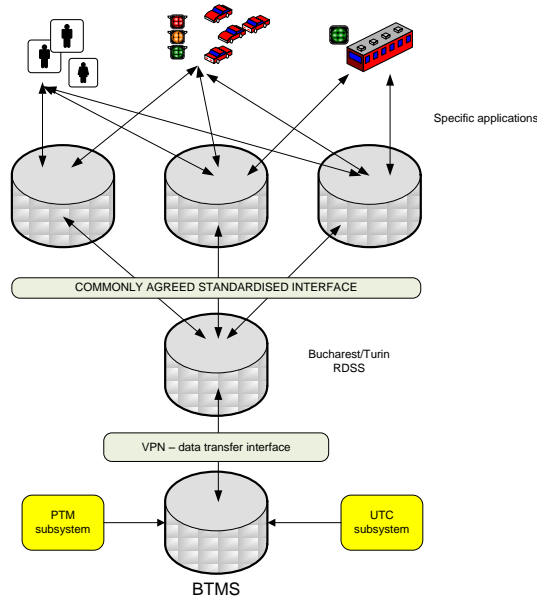 Specific applications
COMMONLY AGREED STANDARDISED INTERFACE
Bucharest/Turin
RDSS
VPN – data transfer interface
PTM
subsystem
UTC
subsystem
BTMS